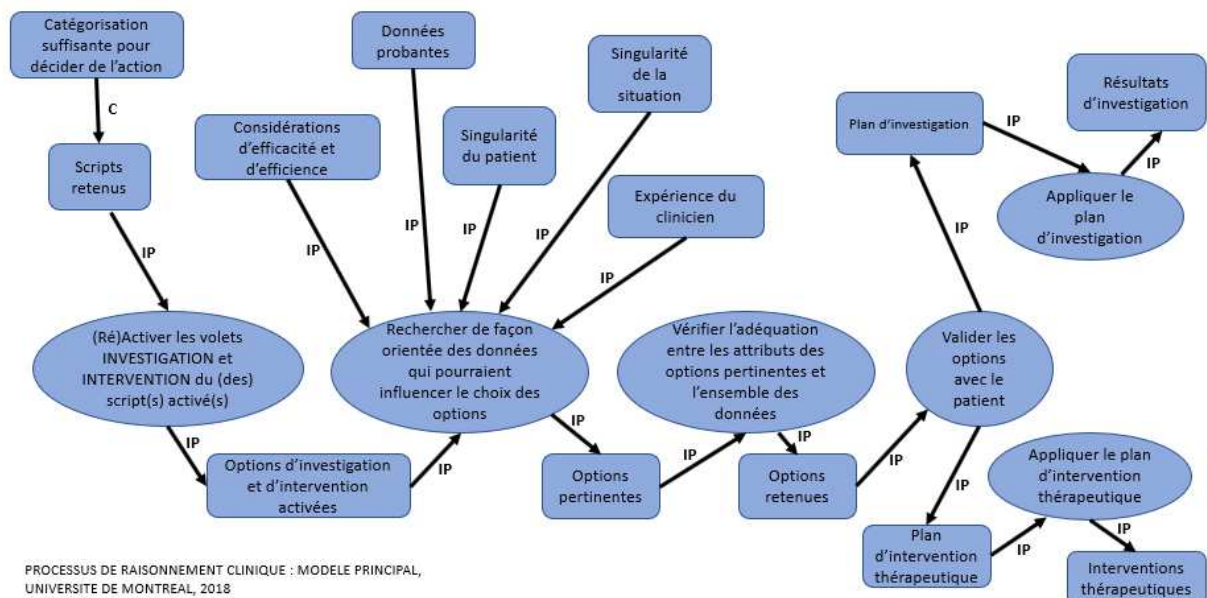 Catégorisation
suffisante pour
décider de l'action
C
Scripts
retenus
IP
(Ré)Activer les volets
INVESTIGATION et
INTERVENTION du (des)
script(s) activé(s)
IP
Options d'investigation
et d'intervention
activées
IP
Considérations
d'efficacité et
d'efficience
IP
Données
probantes
IP
Singularité
du patient
IP
Singularité
de la
situation
IP
Expérience du
clinicien
IP
Rechercher de façon
orientée des données
qui pourraient
influencer le choix des
options
IP
Options
pertinentes
IP
Vérifier l'adéquation
entre les attributs des
options pertinentes et
l'ensemble des
données
IP
Options
retenues
IP
Valider les
options
avec le
patient
IP
Plan d'investigation
IP
Appliquer le
plan
d'investigation
IP
Résultats
d'investigation
IP
Plan
d'intervention
thérapeutique
IP
Appliquer le plan
d'intervention
thérapeutique
IP
Interventions
thérapeutiques
PROCESSUS DE RAISONNEMENT CLINIQUE : MODELE PRINCIPAL,
UNIVERSITE DE MONTREAL, 2018